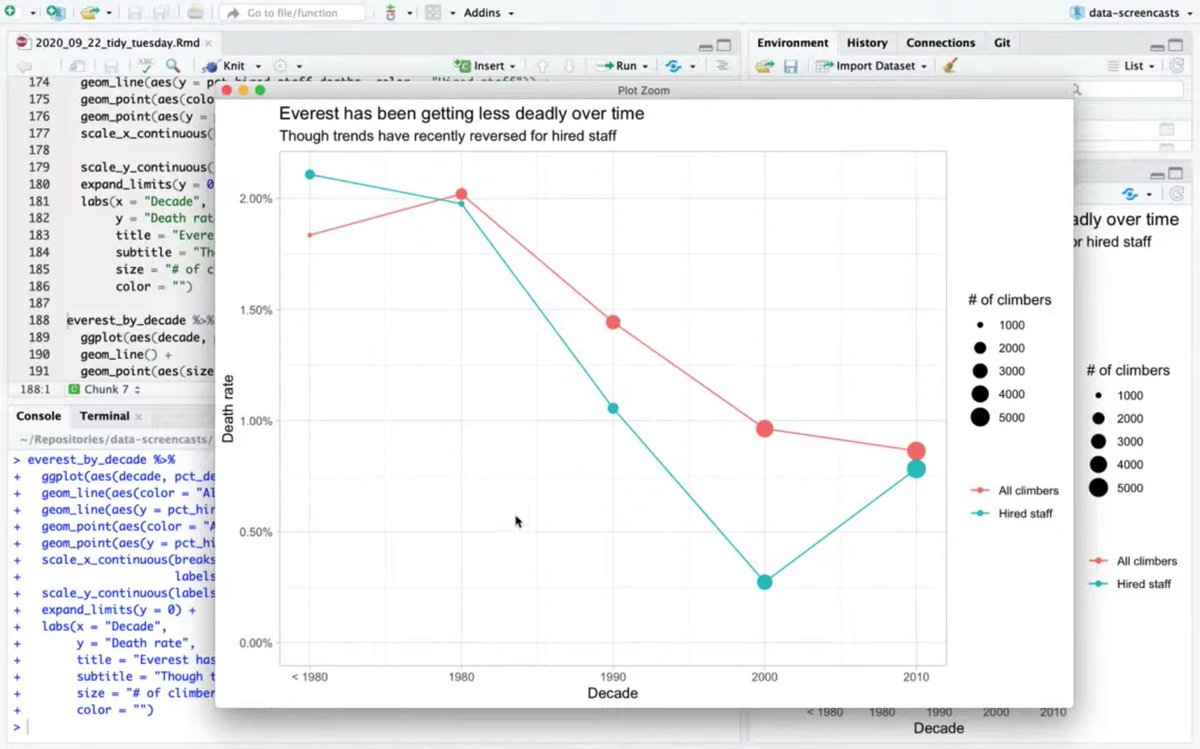 Go to file/function
Addins
data-screencasts
2020_09_22_tidy_tuesday.Rmd
ABC
Knit
Insert
Run
174 geom_line(aes(y =
175 geom_point(aes(colo
176 geom_point(aes(y =
177 scale_x_continuous(
178
179 scale_y_continuous(
180 expand_limits(y = 0
181 labs(x = "Decade",
182 y = "Death rat
183 title = "Evere
184 subtitle = "Th
185 size = "# of c
186 color = "")
187
188 everest_by_decade %>%
189 ggplot(aes(decade,
190 geom_line() +
191 geom_point(aes(size
188:1 Chunk 7
Console Terminal
~/Repositories/data-screencasts/
> everest_by_decade %>%
+ ggplot(aes(decade, pct_de
+ geom_line(aes(color = "Al
+ geom_line(aes(y = pct_hir
+ geom_point(aes(color = "A
+ geom_point(aes(y = pct_hi
+ scale_x_continuous(breaks
+ labels
+ scale_y_continuous(labels
+ expand_limits(y = 0) +
+ labs(x = "Decade",
+ y = "Death rate",
+ title = "Everest has
+ subtitle = "Though t
+ size = "# of climber
+ color = "")
>
Plot Zoom
Everest has been getting less deadly over time
Though trends have recently reversed for hired staff
2.00%
1.50%
1.00%
0.50%
0.00%
Death rate
< 1980 1980 1990 2000 2010
Decade
# of climbers
1000
2000
3000
4000
5000
All climbers
Hired staff
Environment History Connections Git
Import Dataset
List
adly over time
or hired staff
# of climbers
1000
2000
3000
4000
5000
All climbers
Hired staff
< 1980 1980 1990 2000 2010
Decade